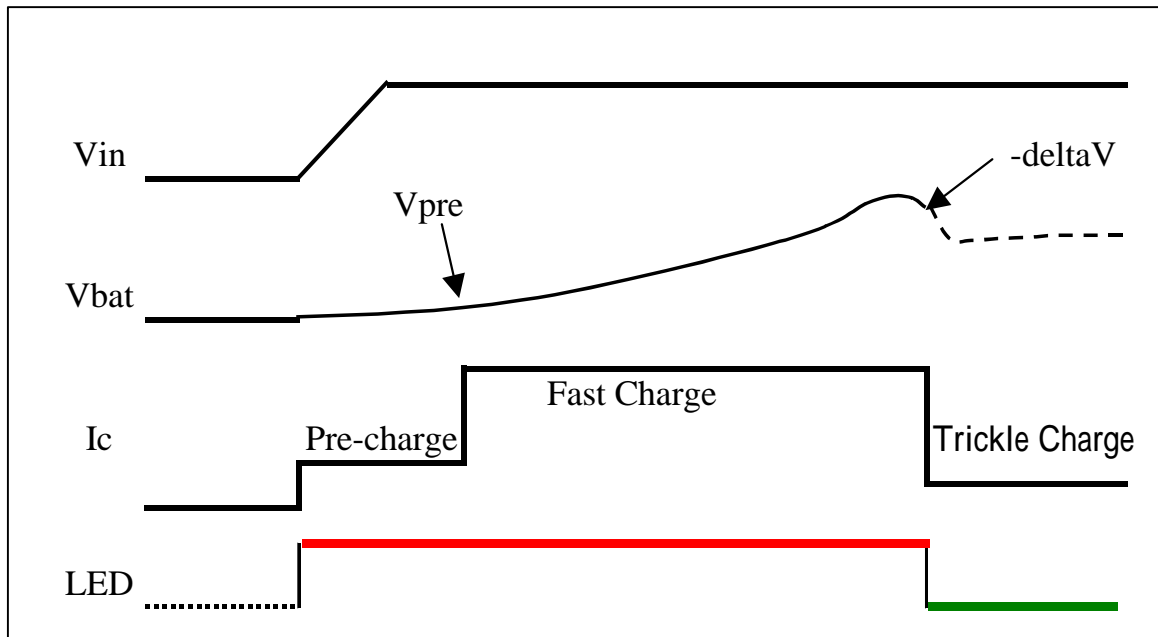 Vin
-deltaV
Vpre
Vbat
Fast Charge
Ic
Pre-charge
Trickle Charge
LED